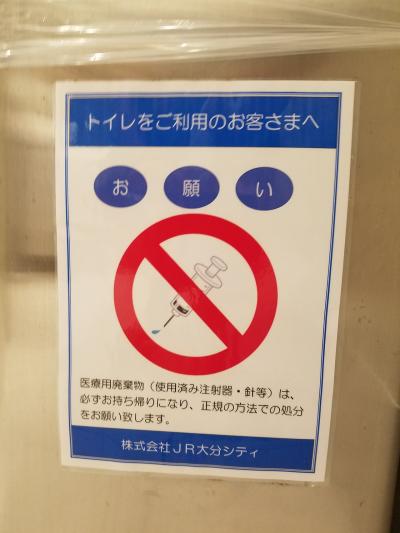 トイレをご利用のお客さまへ
お願い
医療用廃棄物（使用済み注射器・針等）は、
必ずお持ち帰りになり、正規の方法での処分
をお願い致します。
株式会社ＪＲ大分シティ